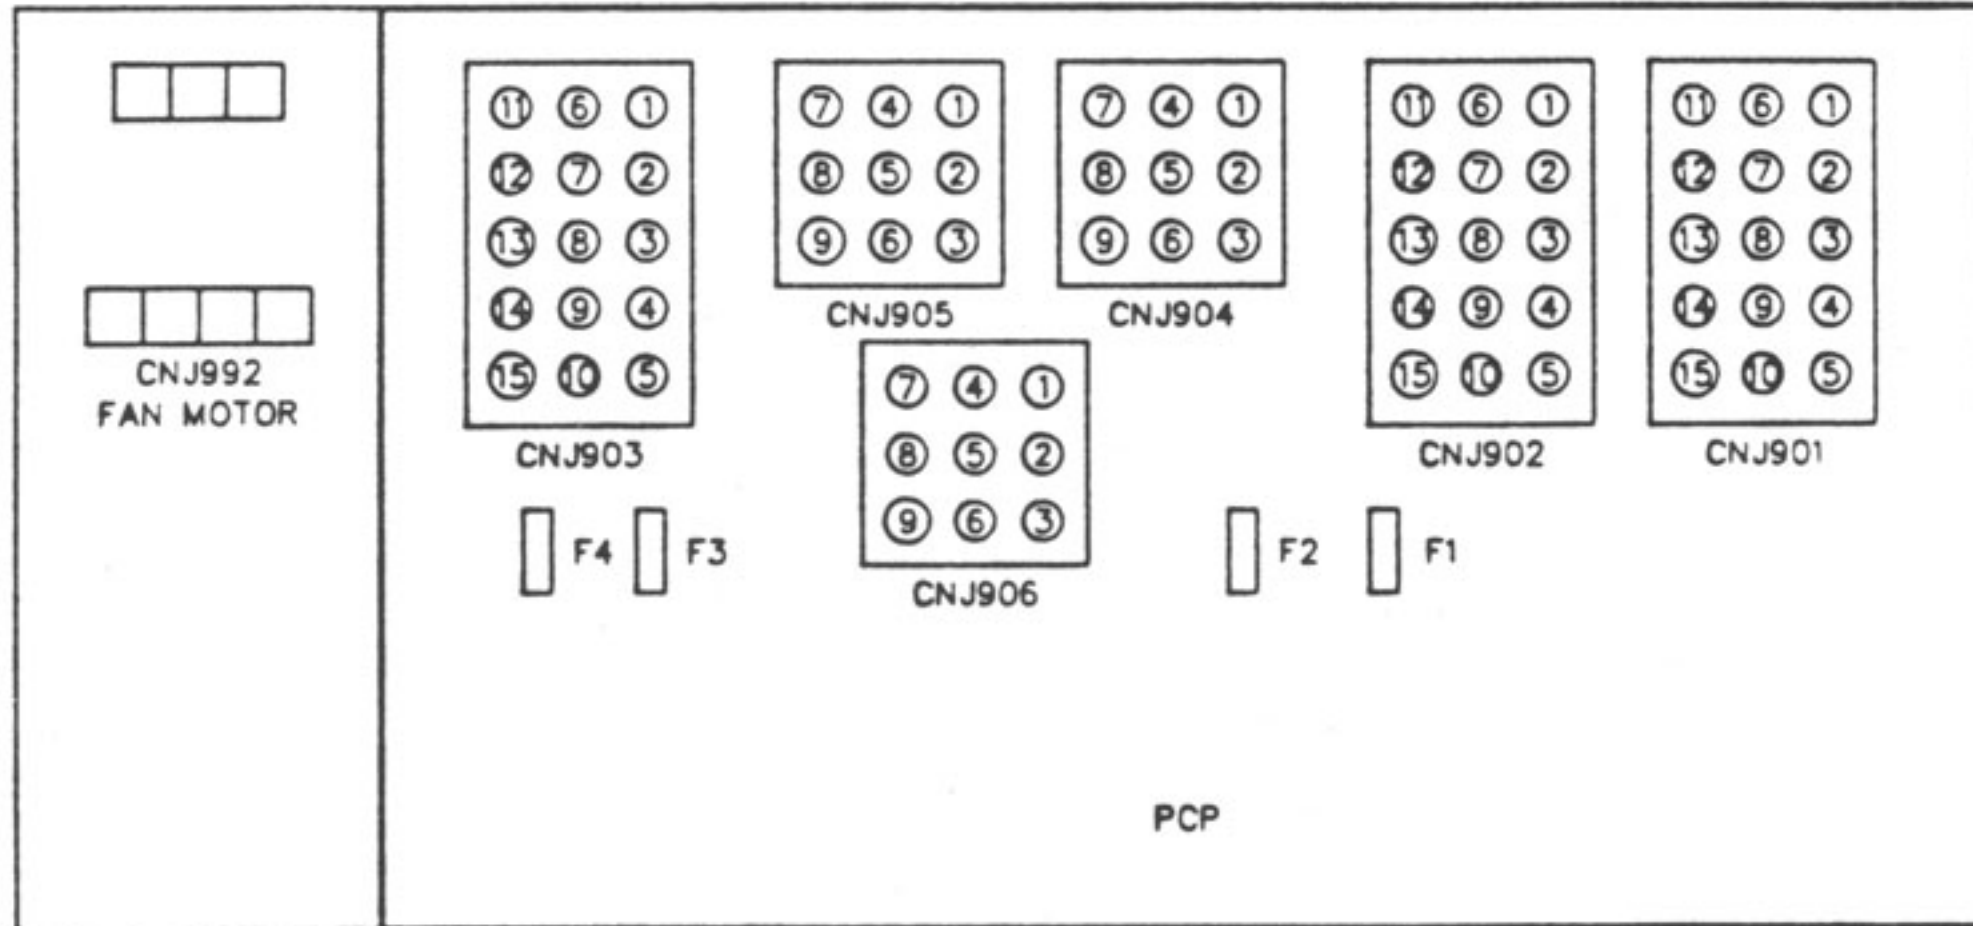 ⑪ ⑥ ①
⑫ ⑦ ②
⑬ ⑧ ③
⑭ ⑨ ④
⑮ ⑩ ⑤
CNJ903
⑦ ④ ①
⑧ ⑤ ②
⑨ ⑥ ③
CNJ905
⑦ ④ ①
⑧ ⑤ ②
⑨ ⑥ ③
CNJ904
⑪ ⑥ ①
⑫ ⑦ ②
⑬ ⑧ ③
⑭ ⑨ ④
⑮ ⑩ ⑤
CNJ902
⑪ ⑥ ①
⑫ ⑦ ②
⑬ ⑧ ③
⑭ ⑨ ④
⑮ ⑩ ⑤
CNJ901
CNJ992
FAN MOTOR
⑦ ④ ①
⑧ ⑤ ②
⑨ ⑥ ③
CNJ906
F4 F3 F2 F1
PCP